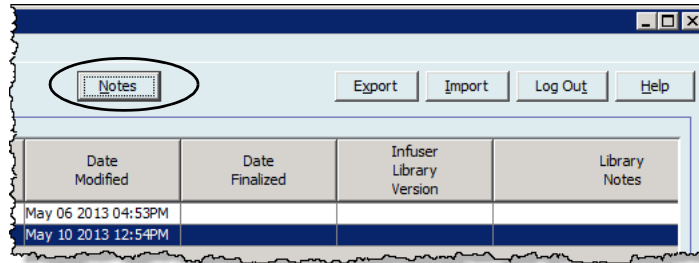 Notes Export Import Log Out Help
Date Modified Date Finalized Infuser Library Version Library Notes
May 06 2013 04:53PM
May 10 2013 12:54PM